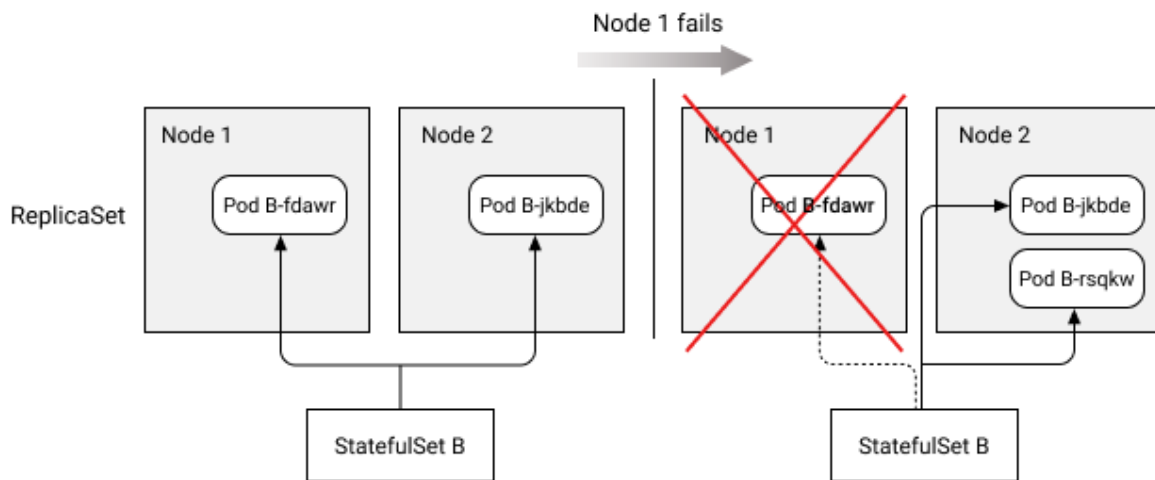 Node 1 fails
Node 1
Node 2
Node 1
Node 2
Pod B-fdawr
Pod B-jkbde
Pod B-fdawr
Pod B-jkbde
ReplicaSet
Pod B-rsqkw
StatefulSet B
StatefulSet B